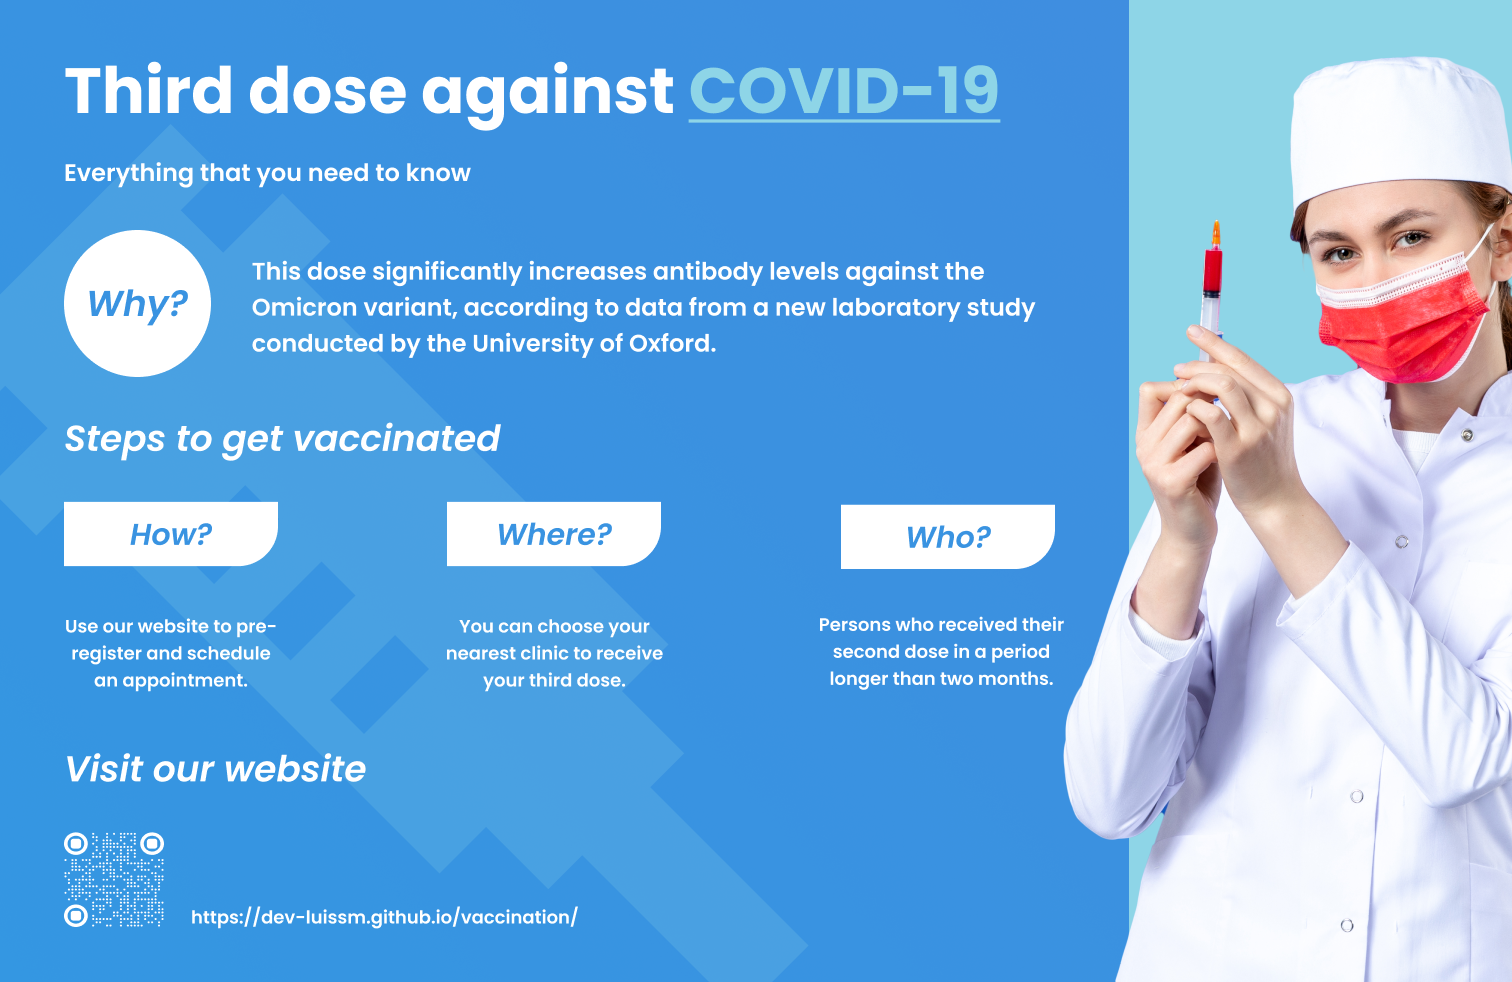 Third dose against COVID-19
Everything that you need to know
Why?
This dose significantly increases antibody levels against the
Omicron variant, according to data from a new laboratory study
conducted by the University of Oxford.
Steps to get vaccinated
How?
Use our website to pre-
register and schedule
an appointment.
Where?
You can choose your
nearest clinic to receive
your third dose.
Who?
Persons who received their
second dose in a period
longer than two months.
Visit our website
https://dev-luissm.github.io/vaccination/